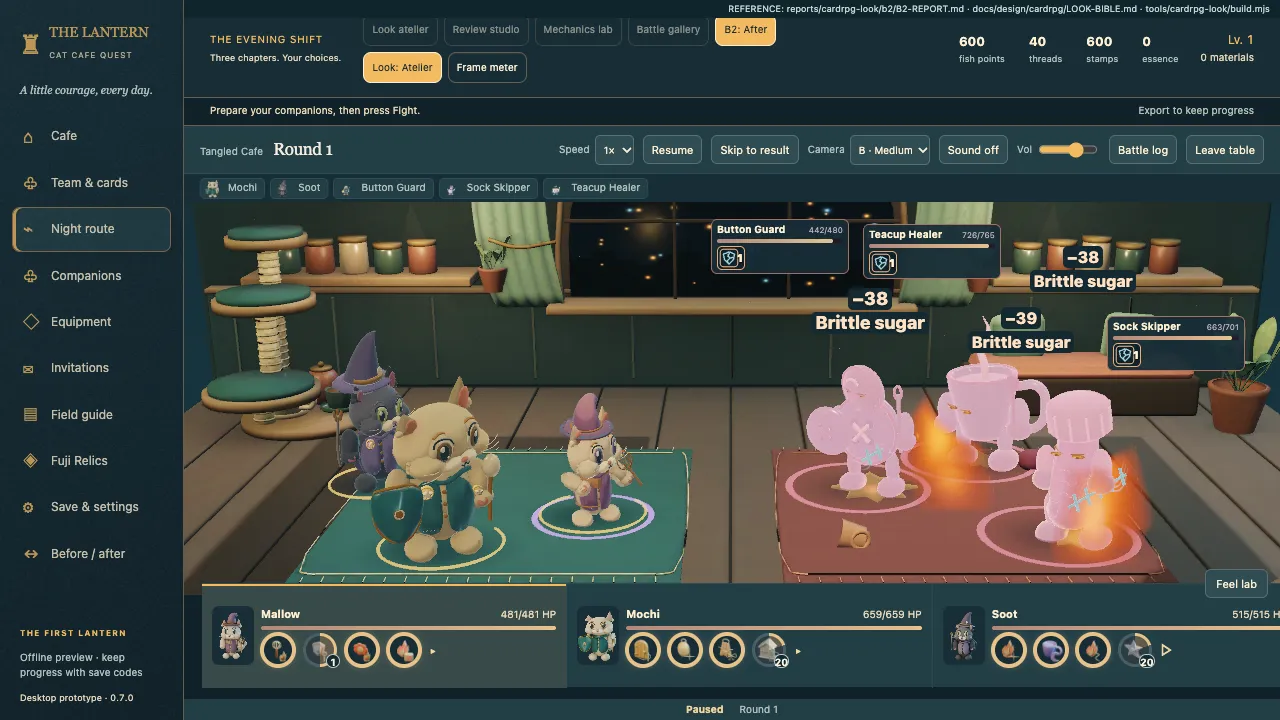 REFERENCE: reports/cardrpg-look/b2/B2-REPORT.md · docs/design/cardrpg/LOOK-BIBLE.md · tools/cardrpg-look/build.mjs
THE LANTERN
CAT CAFE QUEST
A little courage, every day.
Cafe
Team & cards
Night route
Companions
Equipment
Invitations
Field guide
Fuji Relics
Save & settings
Before / after
THE FIRST LANTERN
Offline preview · keep
progress with save codes
Desktop prototype · 0.7.0
THE EVENING SHIFT
Three chapters. Your choices.
Look atelier
Review studio
Mechanics lab
Battle gallery
B2: After
Look: Atelier
Frame meter
600
fish points
40
threads
600
stamps
0
essence
Lv. 1
0 materials
Prepare your companions, then press Fight.
Export to keep progress
Tangled Cafe
Round 1
Speed
1×
Resume
Skip to result
Camera
B · Medium
Sound off
Vol
Battle log
Leave table
Mochi
Soot
Button Guard
Sock Skipper
Teacup Healer
Button Guard 442/480
1
Teacup Healer 726/765
1
−38
Brittle sugar
−38
Brittle sugar
−39
Brittle sugar
Sock Skipper 663/701
1
Feel lab
Mallow 481/481 HP
1
Mochi 659/659 HP
20
Soot 515/515 H
20
Paused Round 1